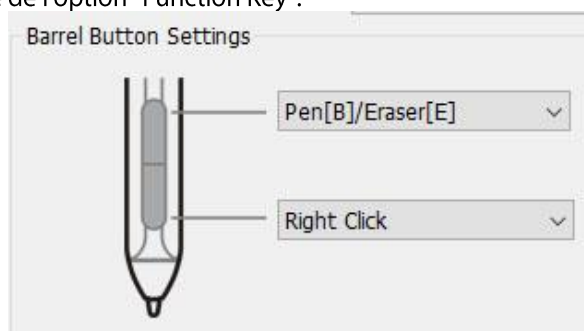 de l'option "Function Key".
Barrel Button Settings
Pen[B]/Eraser[E]
Right Click